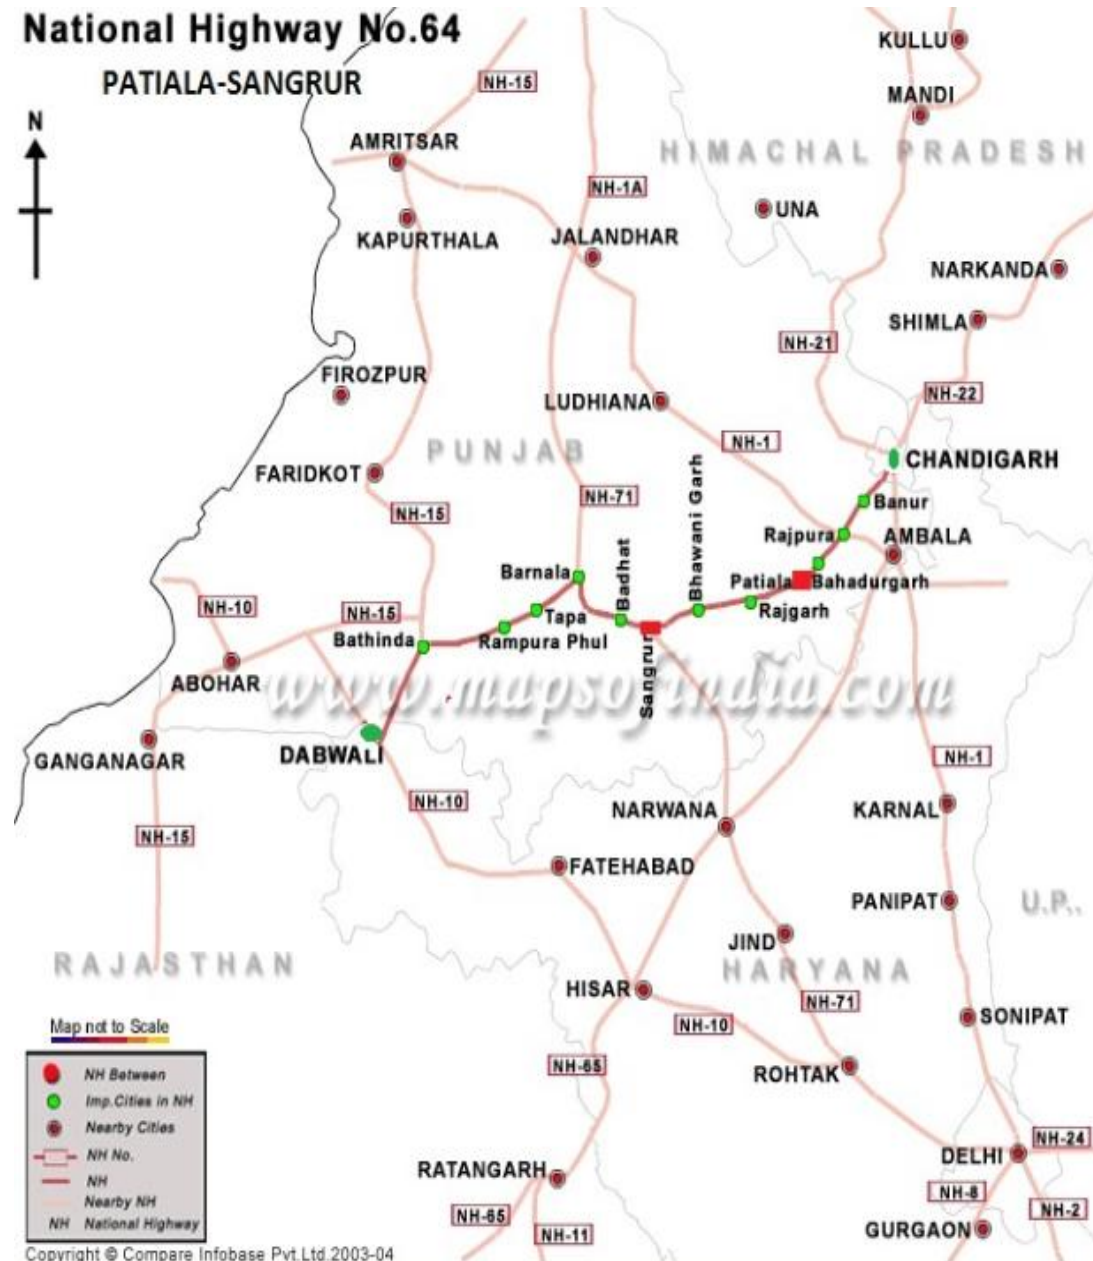 National Highway No.64
PATIALA-SANGRUR
N
KULLU
NH-15
MANDI
AMRITSAR
HIMACHAL PRADESH
NH-1A
UNA
KAPURTHALA
JALANDHAR
NARKANDA
SHIMLA
NH-21
FIROZPUR
NH-22
LUDHIANA
NH-1
PUNJAB
CHANDIGARH
FARIDKOT
NH-71
Bhawani Garh
Banur
NH-15
Rajpura
AMBALA
Barnala
Badhat
Patiala
Bahadurgarh
NH-10
NH-15
Tapa
Rajgarh
Bathinda
Rampura Phul
Sangrur
ABOHAR
www.mapsofindia.com
DABWALI
GANGANAGAR
NH-1
NH-10
NARWANA
KARNAL
NH-15
FATEHABAD
PANIPAT
U.P..
JIND
RAJASTHAN
HARYANA
HISAR
NH-71
SONIPAT
NH-10
Map not to Scale
NH-65
ROHTAK
NH Between
Imp.Cities in NH
Nearby Cities
NH No.
NH
Nearby NH
NH National Highway
NH-24
DELHI
RATANGARH
NH-8
NH-65
NH-2
NH-11
GURGAON
Copyright © Compare Infobase Pvt.Ltd.2003-04